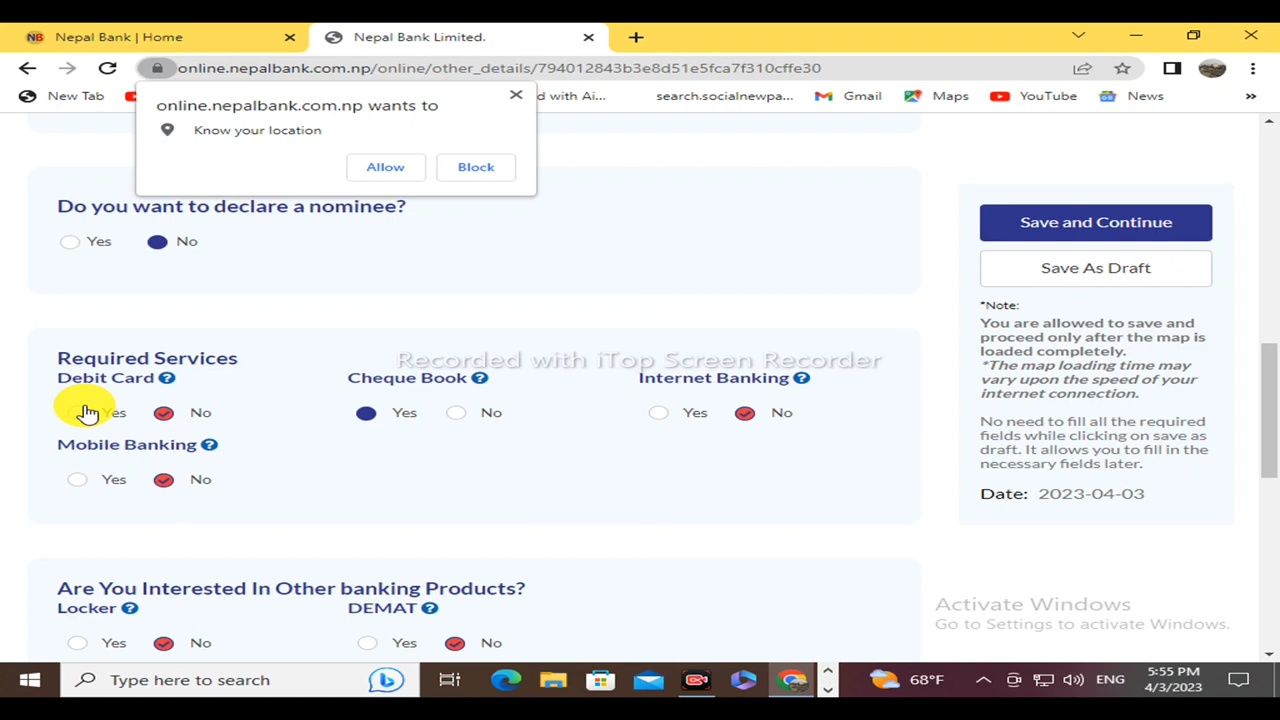 Nepal Bank | Home
Nepal Bank Limited.
online.nepalbank.com.np/online/other_details/794012843b3e8d51e5fca7f310cffe30
New Tab
d with Ai...
search.socialnewpa...
Gmail
Maps
YouTube
News
online.nepalbank.com.np wants to
Know your location
Allow
Block
Do you want to declare a nominee?
Yes
No
Required Services
Debit Card
Yes
No
Cheque Book
Yes
No
Internet Banking
Yes
No
Mobile Banking
Yes
No
Are You Interested In Other banking Products?
Locker
Yes
No
DEMAT
Yes
No
Save and Continue
Save As Draft
*Note:
You are allowed to save and
proceed only after the map is
loaded completely.
*The map loading time may
vary upon the speed of your
internet connection.
No need to fill all the required
fields while clicking on save as
draft. It allows you to fill in the
necessary fields later.
Date: 2023-04-03
Recorded with iTop Screen Recorder
Activate Windows
Go to Settings to activate Windows.
Type here to search
68°F
ENG
5:55 PM
4/3/2023